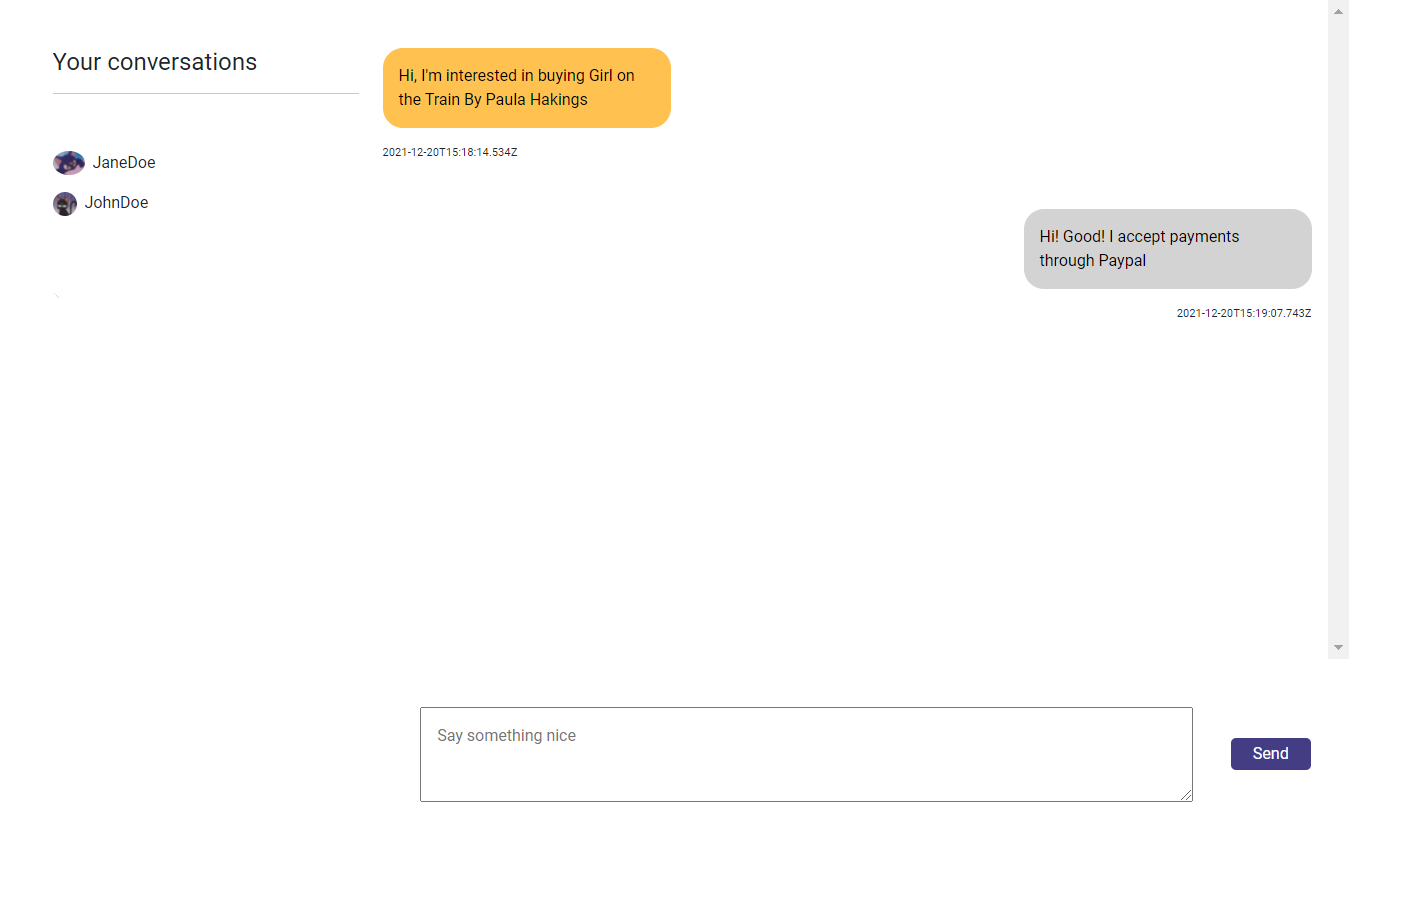 Your conversations
JaneDoe
JohnDoe
Hi, I'm interested in buying Girl on
the Train By Paula Hakings
2021-12-20T15:18:14.534Z
Hi! Good! I accept payments
through Paypal
2021-12-20T15:19:07.743Z
Say something nice
Send